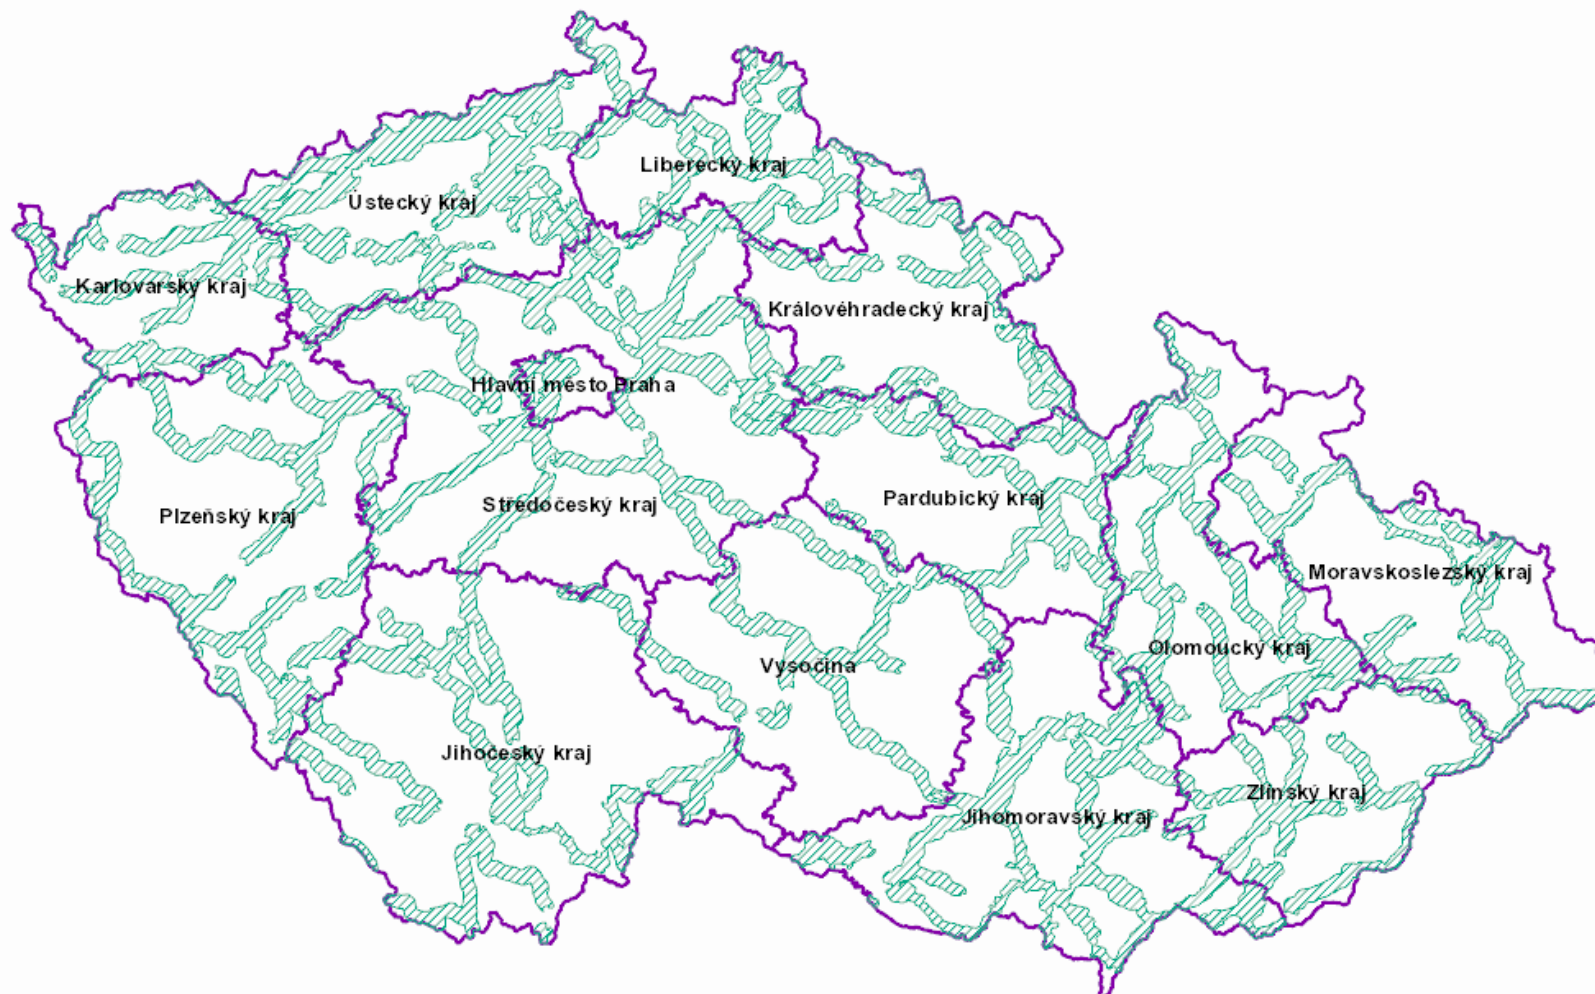 Liberecký kraj
Ústecký kraj
Karlovarský kraj
Královéhradecký kraj
Hlavní město Praha
Pardubický kraj
Středočeský kraj
Plzeňský kraj
Moravskoslezský kraj
Olomoucký kraj
Vysočina
Jihočeský kraj
Zlínský kraj
Jihomoravský kraj